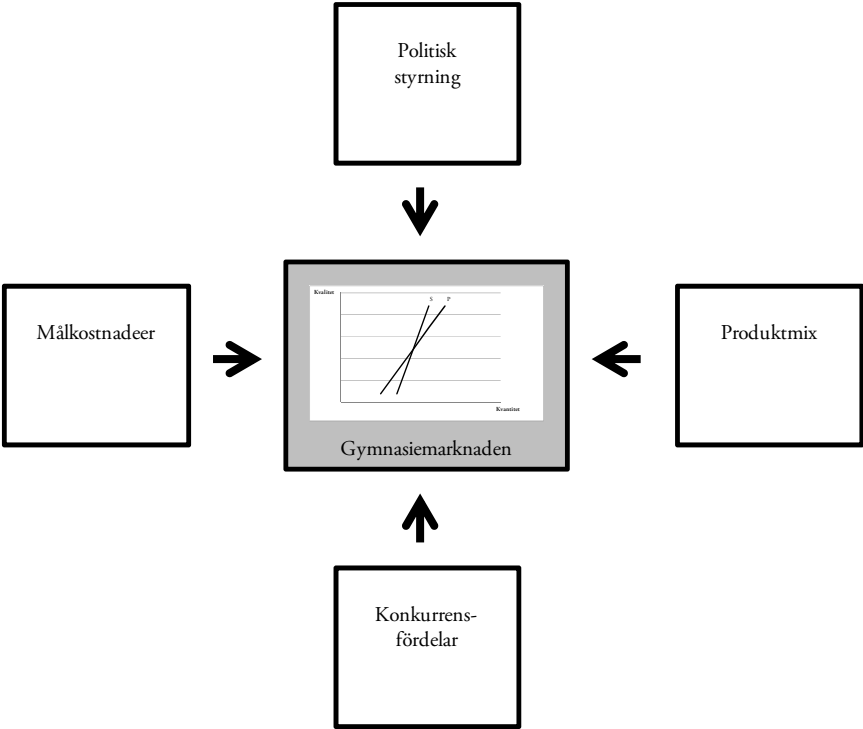 Politisk
styrning
Målkostnadeer
Kvalitet
S P
Kvantitet
Gymnasiemarknaden
Produktmix
Konkurrens-
fördelar